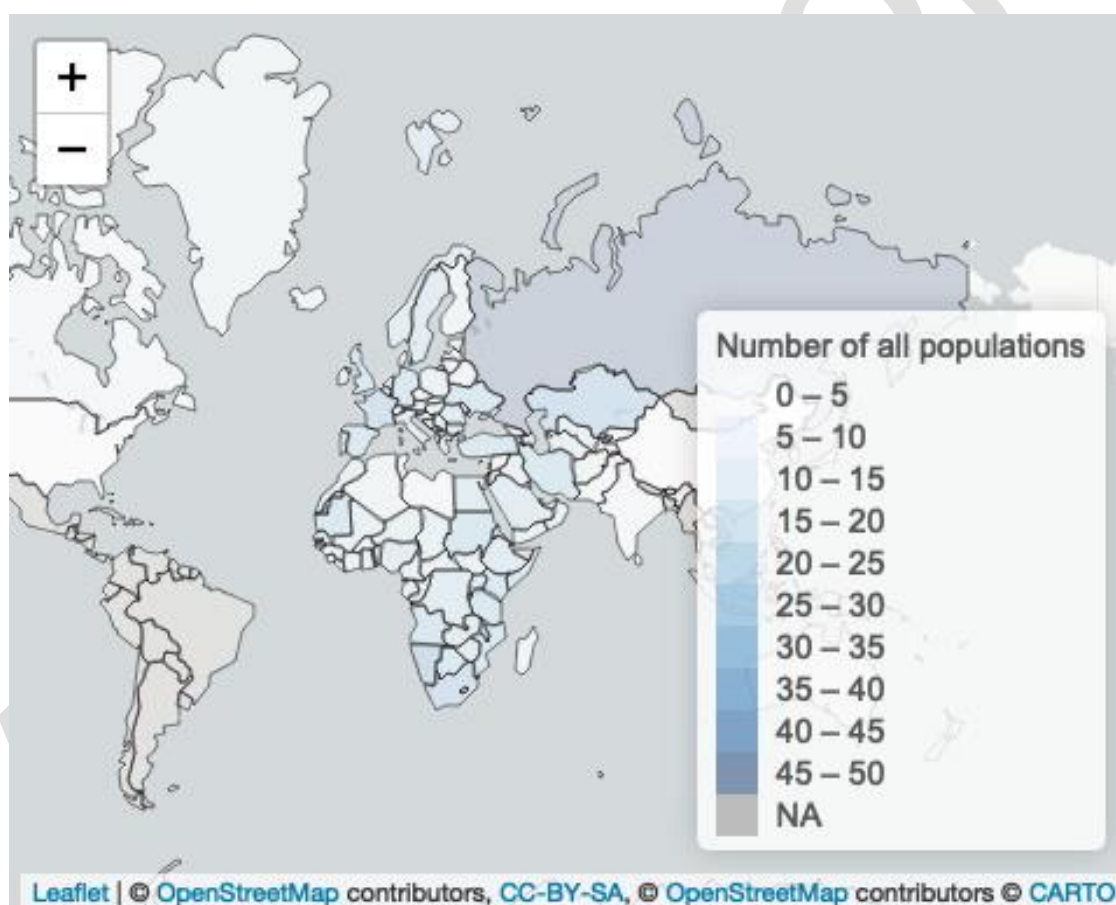 +
−
Number of all populations
0 – 5
5 – 10
10 – 15
15 – 20
20 – 25
25 – 30
30 – 35
35 – 40
40 – 45
45 – 50
NA
Leaflet | © OpenStreetMap contributors, CC-BY-SA, © OpenStreetMap contributors © CARTO